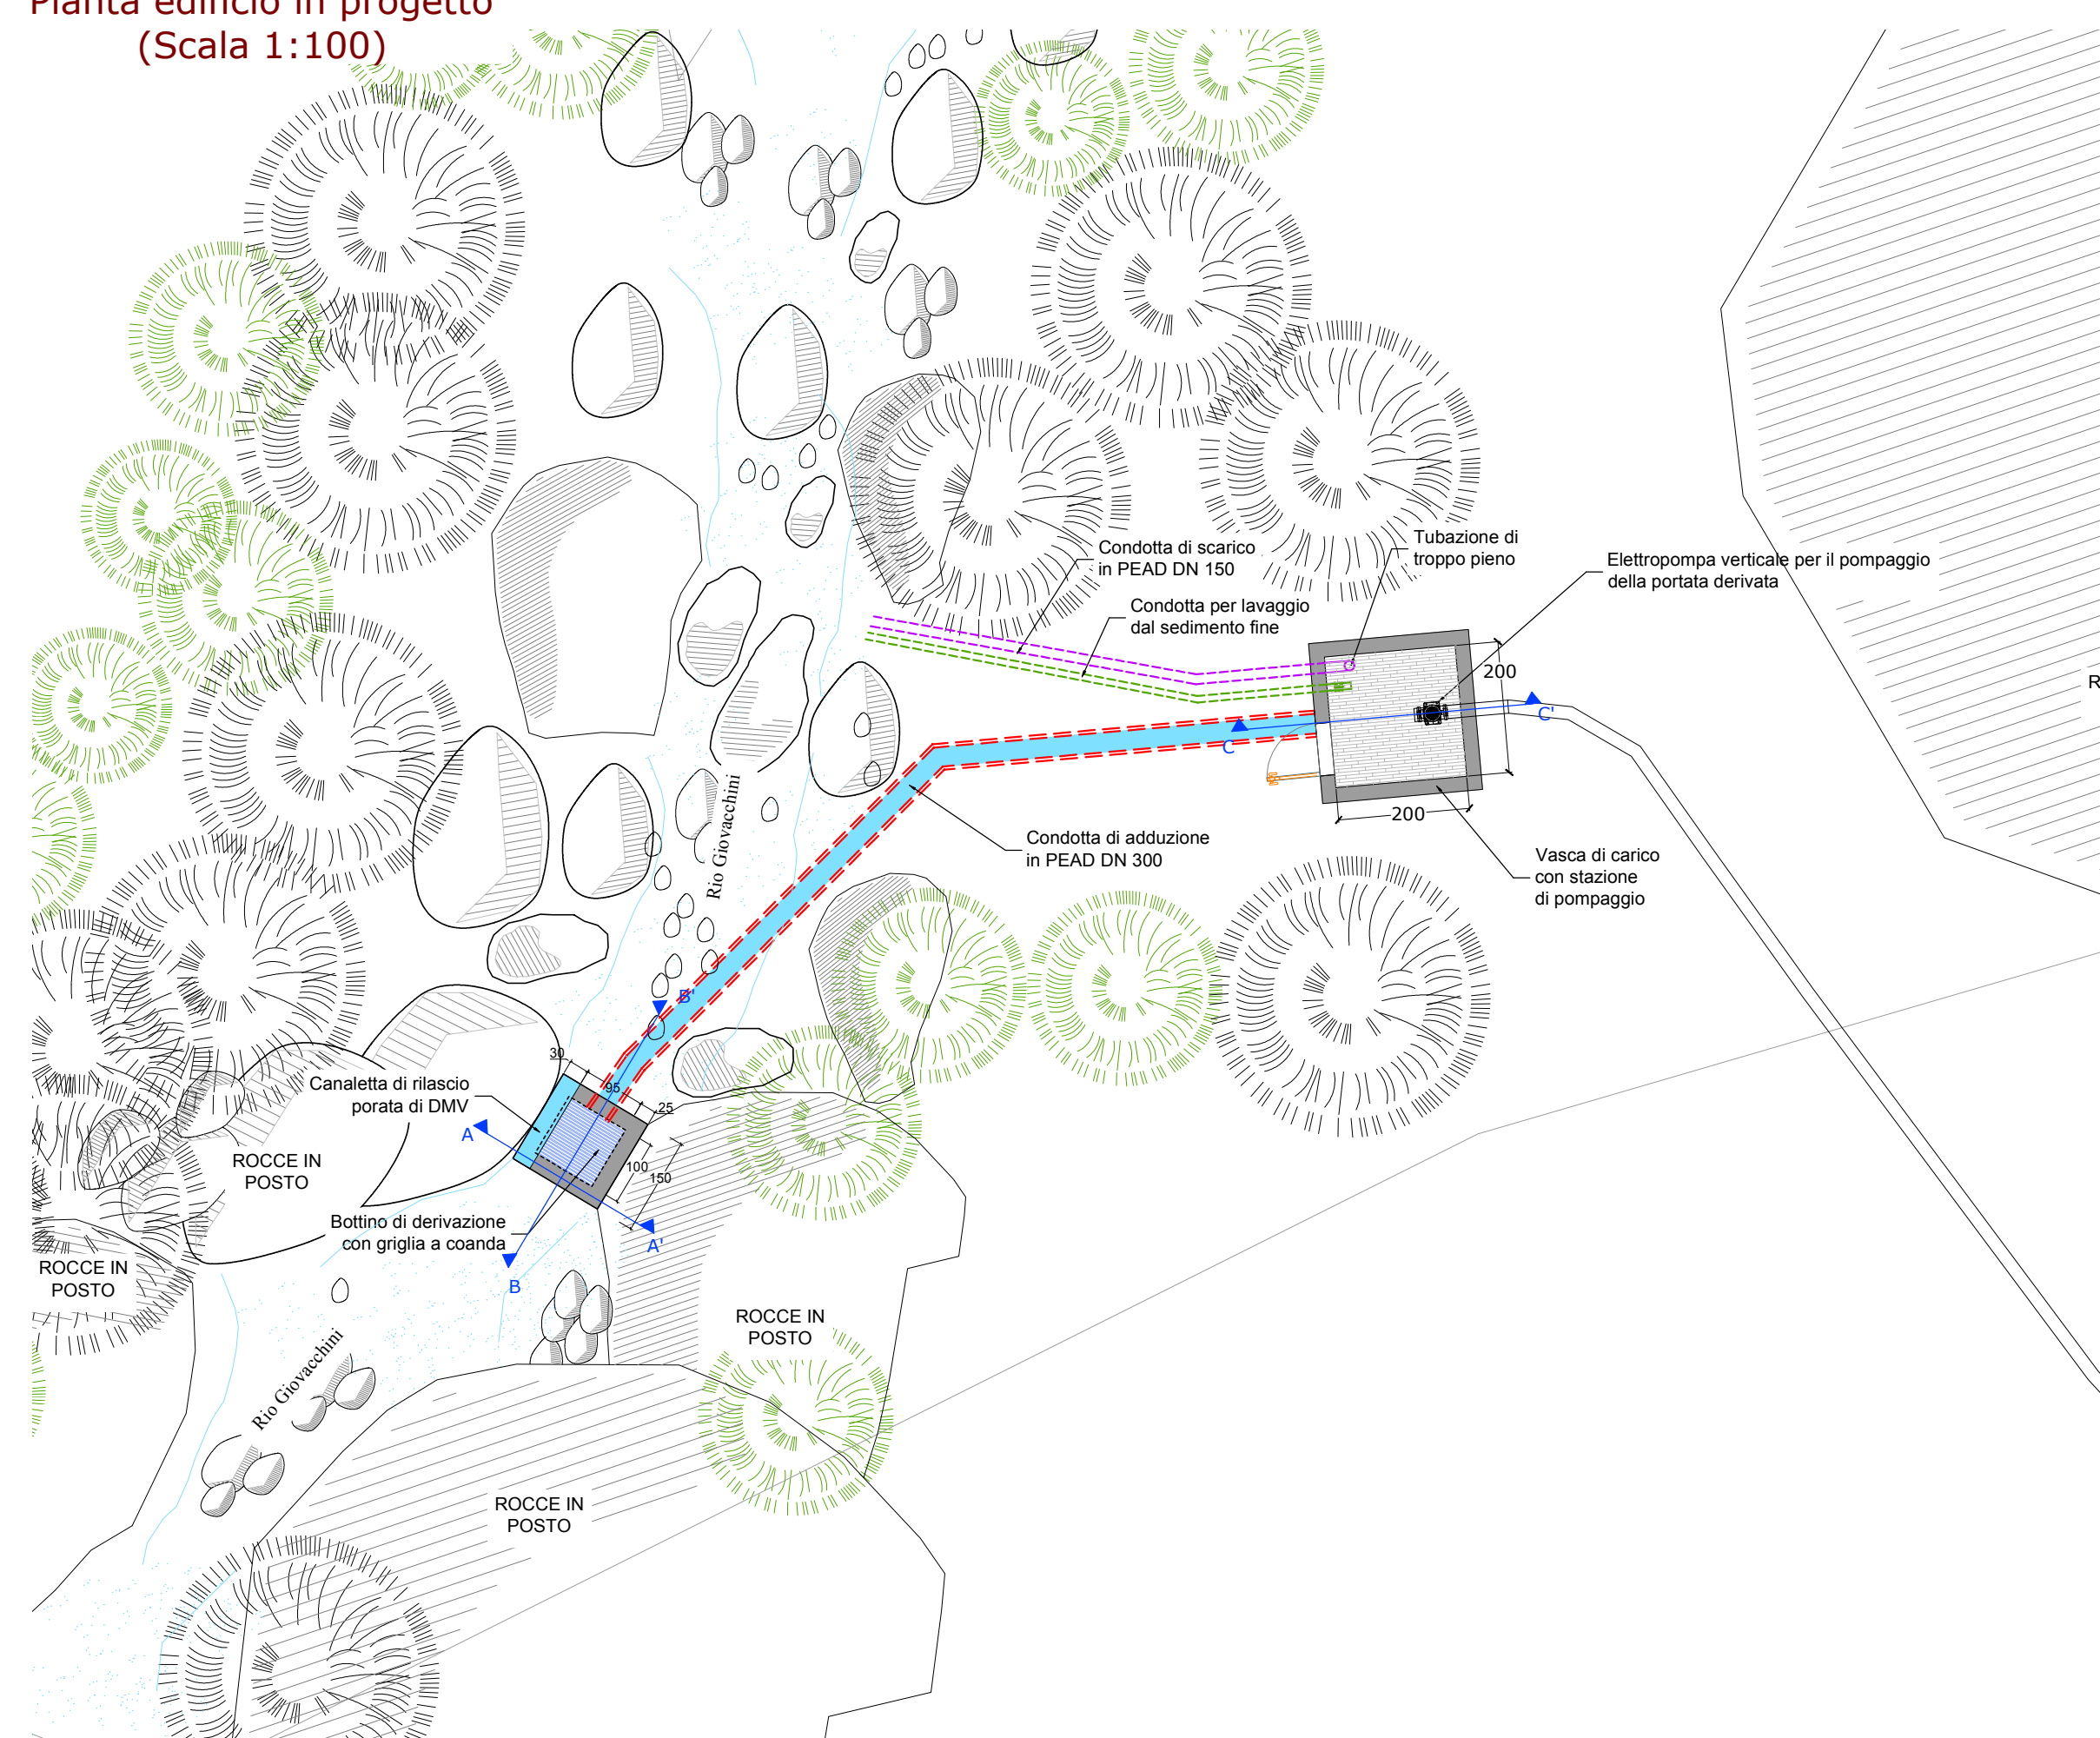 Pianta edificio in progetto
(Scala 1:100)
Condotta di scarico
in PEAD DN 150
Tubazione di
troppo pieno
Elettropompa verticale per il pompaggio
della portata derivata
Condotta per lavaggio
dal sedimento fine
200
R
C'
C
200
Rio Giovacchini
Condotta di adduzione
in PEAD DN 300
Vasca di carico
con stazione
di pompaggio
B'
30
95
25
Canaletta di rilascio
porata di DMV
A
100
150
ROCCE IN
POSTO
Bottino di derivazione
con griglia a coanda
A'
B
ROCCE IN
POSTO
ROCCE IN
POSTO
Rio Giovacchini
ROCCE IN
POSTO